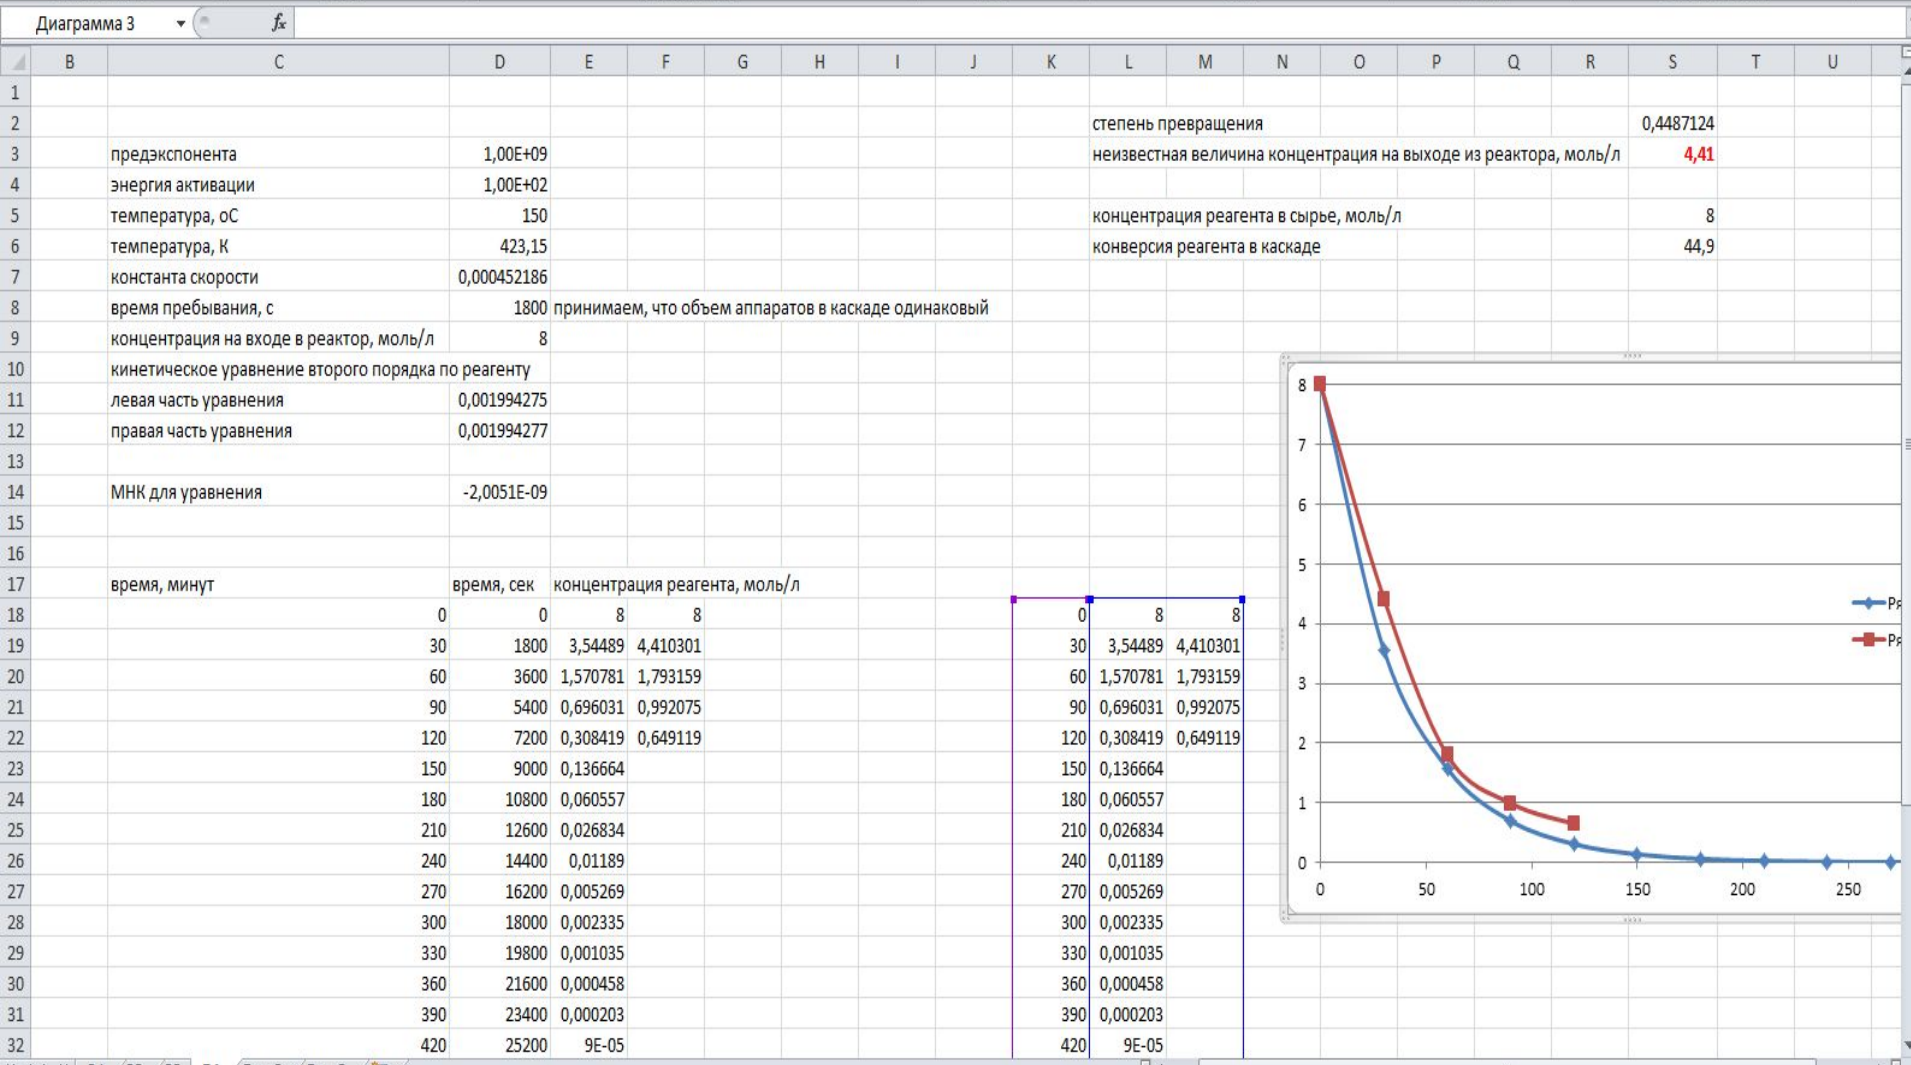 Диаграмма 3 fx
B C D E F G H I J K L M N O P Q R S T U
1
2 степень превращения 0,4487124
3 предэкспонента 1,00E+09 неизвестная величина концентрация на выходе из реактора, моль/л 4,41
4 энергия активации 1,00E+02
5 температура, оС 150 концентрация реагента в сырье, моль/л 8
6 температура, К 423,15 конверсия реагента в каскаде 44,9
7 константа скорости 0,000452186
8 время пребывания, с 1800 принимаем, что объем аппаратов в каскаде одинаковый
9 концентрация на входе в реактор, моль/л 8
10 кинетическое уравнение второго порядка по реагенту
11 левая часть уравнения 0,001994275
12 правая часть уравнения 0,001994277
13
14 МНК для уравнения -2,0051E-09
15
16
17 время, минут время, сек концентрация реагента, моль/л
18 0 0 8 8 0 8 8
19 30 1800 3,54489 4,410301 30 3,54489 4,410301
20 60 3600 1,570781 1,793159 60 1,570781 1,793159
21 90 5400 0,696031 0,992075 90 0,696031 0,992075
22 120 7200 0,308419 0,649119 120 0,308419 0,649119
23 150 9000 0,136664 150 0,136664
24 180 10800 0,060557 180 0,060557
25 210 12600 0,026834 210 0,026834
26 240 14400 0,01189 240 0,01189
27 270 16200 0,005269 270 0,005269
28 300 18000 0,002335 300 0,002335
29 330 19800 0,001035 330 0,001035
30 360 21600 0,000458 360 0,000458
31 390 23400 0,000203 390 0,000203
32 420 25200 9E-05 420 9E-05
8
7
6
5
4
3
2
1
0
0 50 100 150 200 250
Ря
Ря